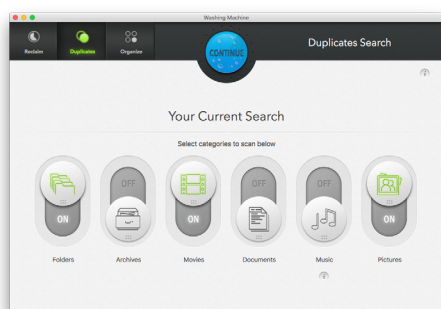 Washing Machine
Reclaim
Duplicates
Organize
CONTINUE
Duplicates Search
Your Current Search
Select categories to scan below
ON
OFF
ON
OFF
OFF
ON
Folders
Archives
Movies
Documents
Music
Pictures